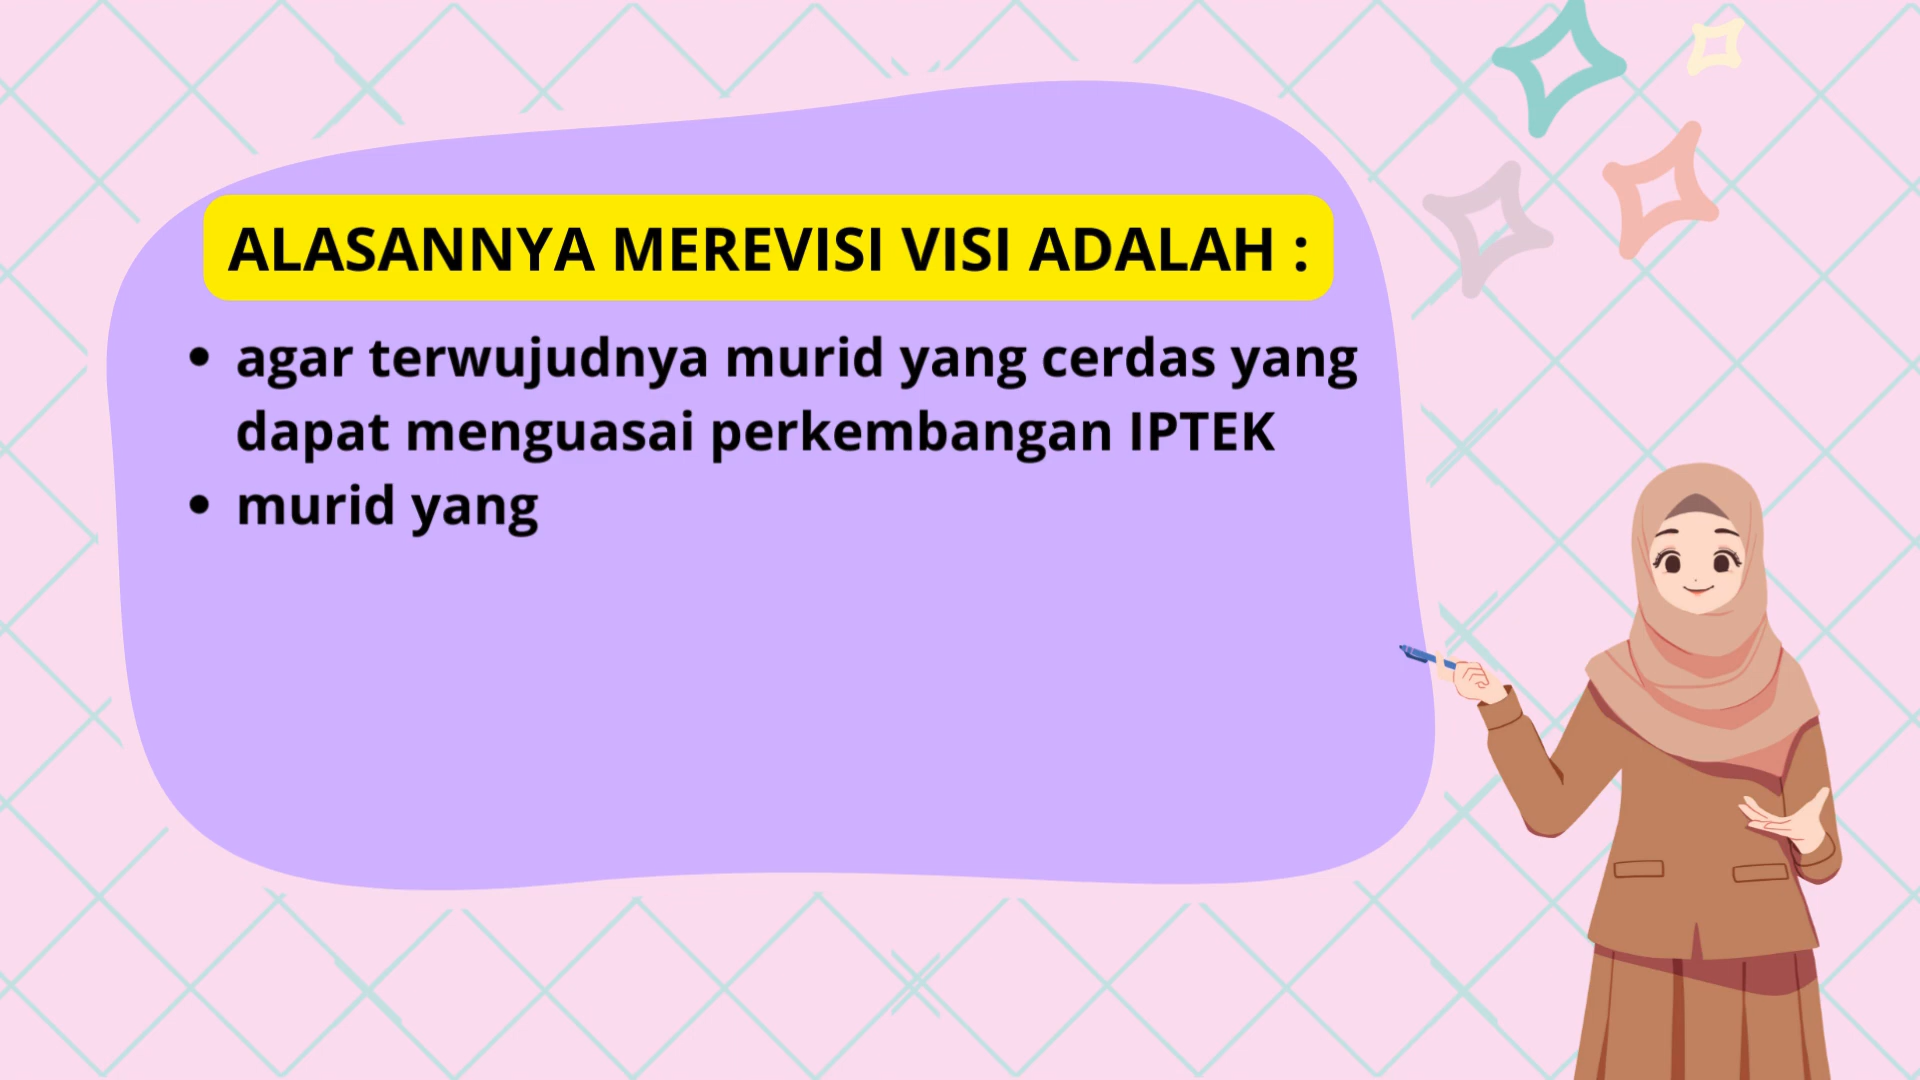 ALASANNYA MEREVISI VISI ADALAH :
• agar terwujudnya murid yang cerdas yang
dapat menguasai perkembangan IPTEK
• murid yang